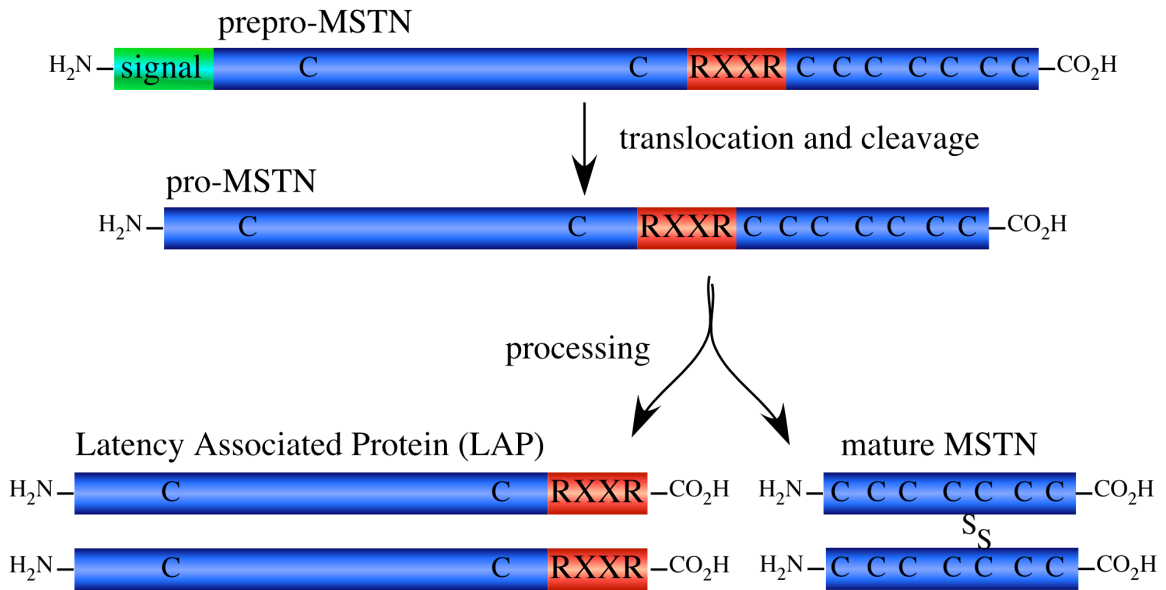 prepro-MSTN
H₂N signal C C RXXR C C C C C C C CO₂H
translocation and cleavage
pro-MSTN
H₂N C C RXXR C C C C C C C CO₂H
processing
Latency Associated Protein (LAP) mature MSTN
H₂N C C RXXR CO₂H H₂N C C C C C C C CO₂H
S
S
H₂N C C RXXR CO₂H H₂N C C C C C C C CO₂H